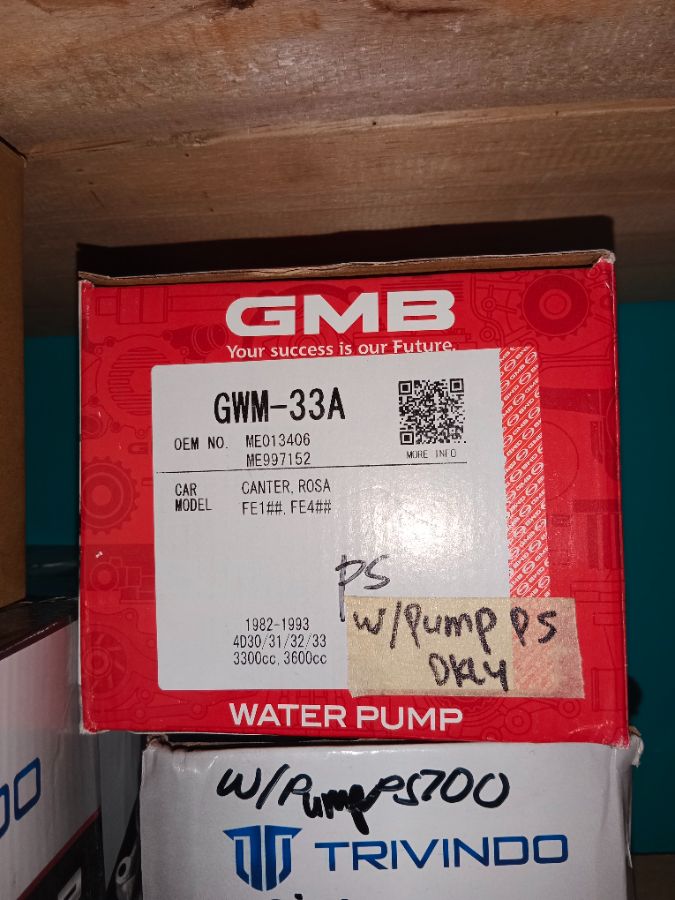 GMB
Your success is our Future.
GWM-33A
OEM NO. ME013406
ME997152
MORE INFO
CAR MODEL
CANTER, ROSA
FE1##, FE4##
PS
1982-1993
4D30/31/32/33
3300cc, 3600cc
W/Pump PS
WATER PUMP
W/Pump PS700
TRIVINDO